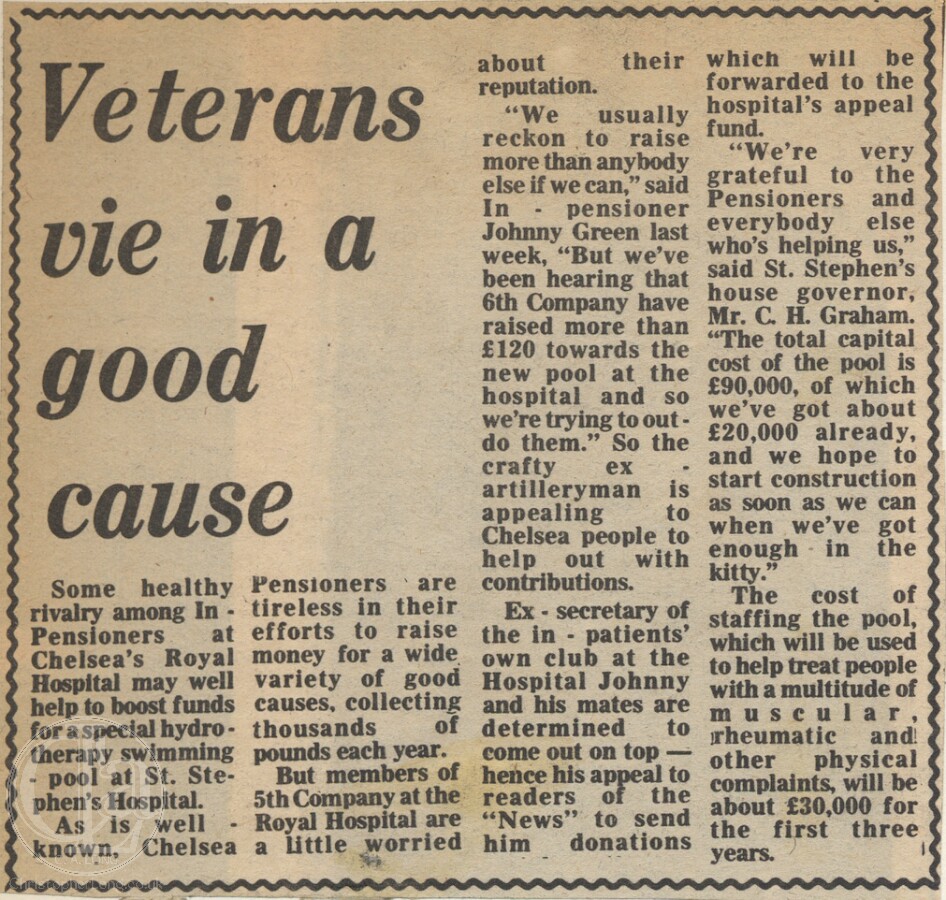 Veterans
vie in a
good
cause
Some healthy
rivalry among In -
Pensioners at
Chelsea's Royal
Hospital may well
help to boost funds
for a special hydro-
therapy swimming
- pool at St. Ste-
phen's Hospital.
As is well -
known, Chelsea
Pensioners are
tireless in their
efforts to raise
money for a wide
variety of good
causes, collecting
thousands of
pounds each year.
But members of
5th Company at the
Royal Hospital are
a little worried
about their
reputation.
"We usually
reckon to raise
more than anybody
else if we can," said
In - pensioner
Johnny Green last
week, "But we've
been hearing that
6th Company have
raised more than
£120 towards the
new pool at the
hospital and so
we're trying to out -
do them." So the
crafty ex -
artilleryman is
appealing to
Chelsea people to
help out with
contributions.
Ex - secretary of
the in - patients'
own club at the
Hospital Johnny
and his mates are
determined to
come out on top —
hence his appeal to
readers of the
"News" to send
him donations
which will be
forwarded to the
hospital's appeal
fund.
"We're very
grateful to the
Pensioners and
everybody else
who's helping us,"
said St. Stephen's
house governor,
Mr. C. H. Graham.
"The total capital
cost of the pool is
£90,000, of which
we've got about
£20,000 already,
and we hope to
start construction
as soon as we can
when we've got
enough in the
kitty."
The cost of
staffing the pool,
which will be used
to help treat people
with a multitude of
muscular,
rheumatic and
other physical
complaints, will be
about £30,000 for
the first three
years.